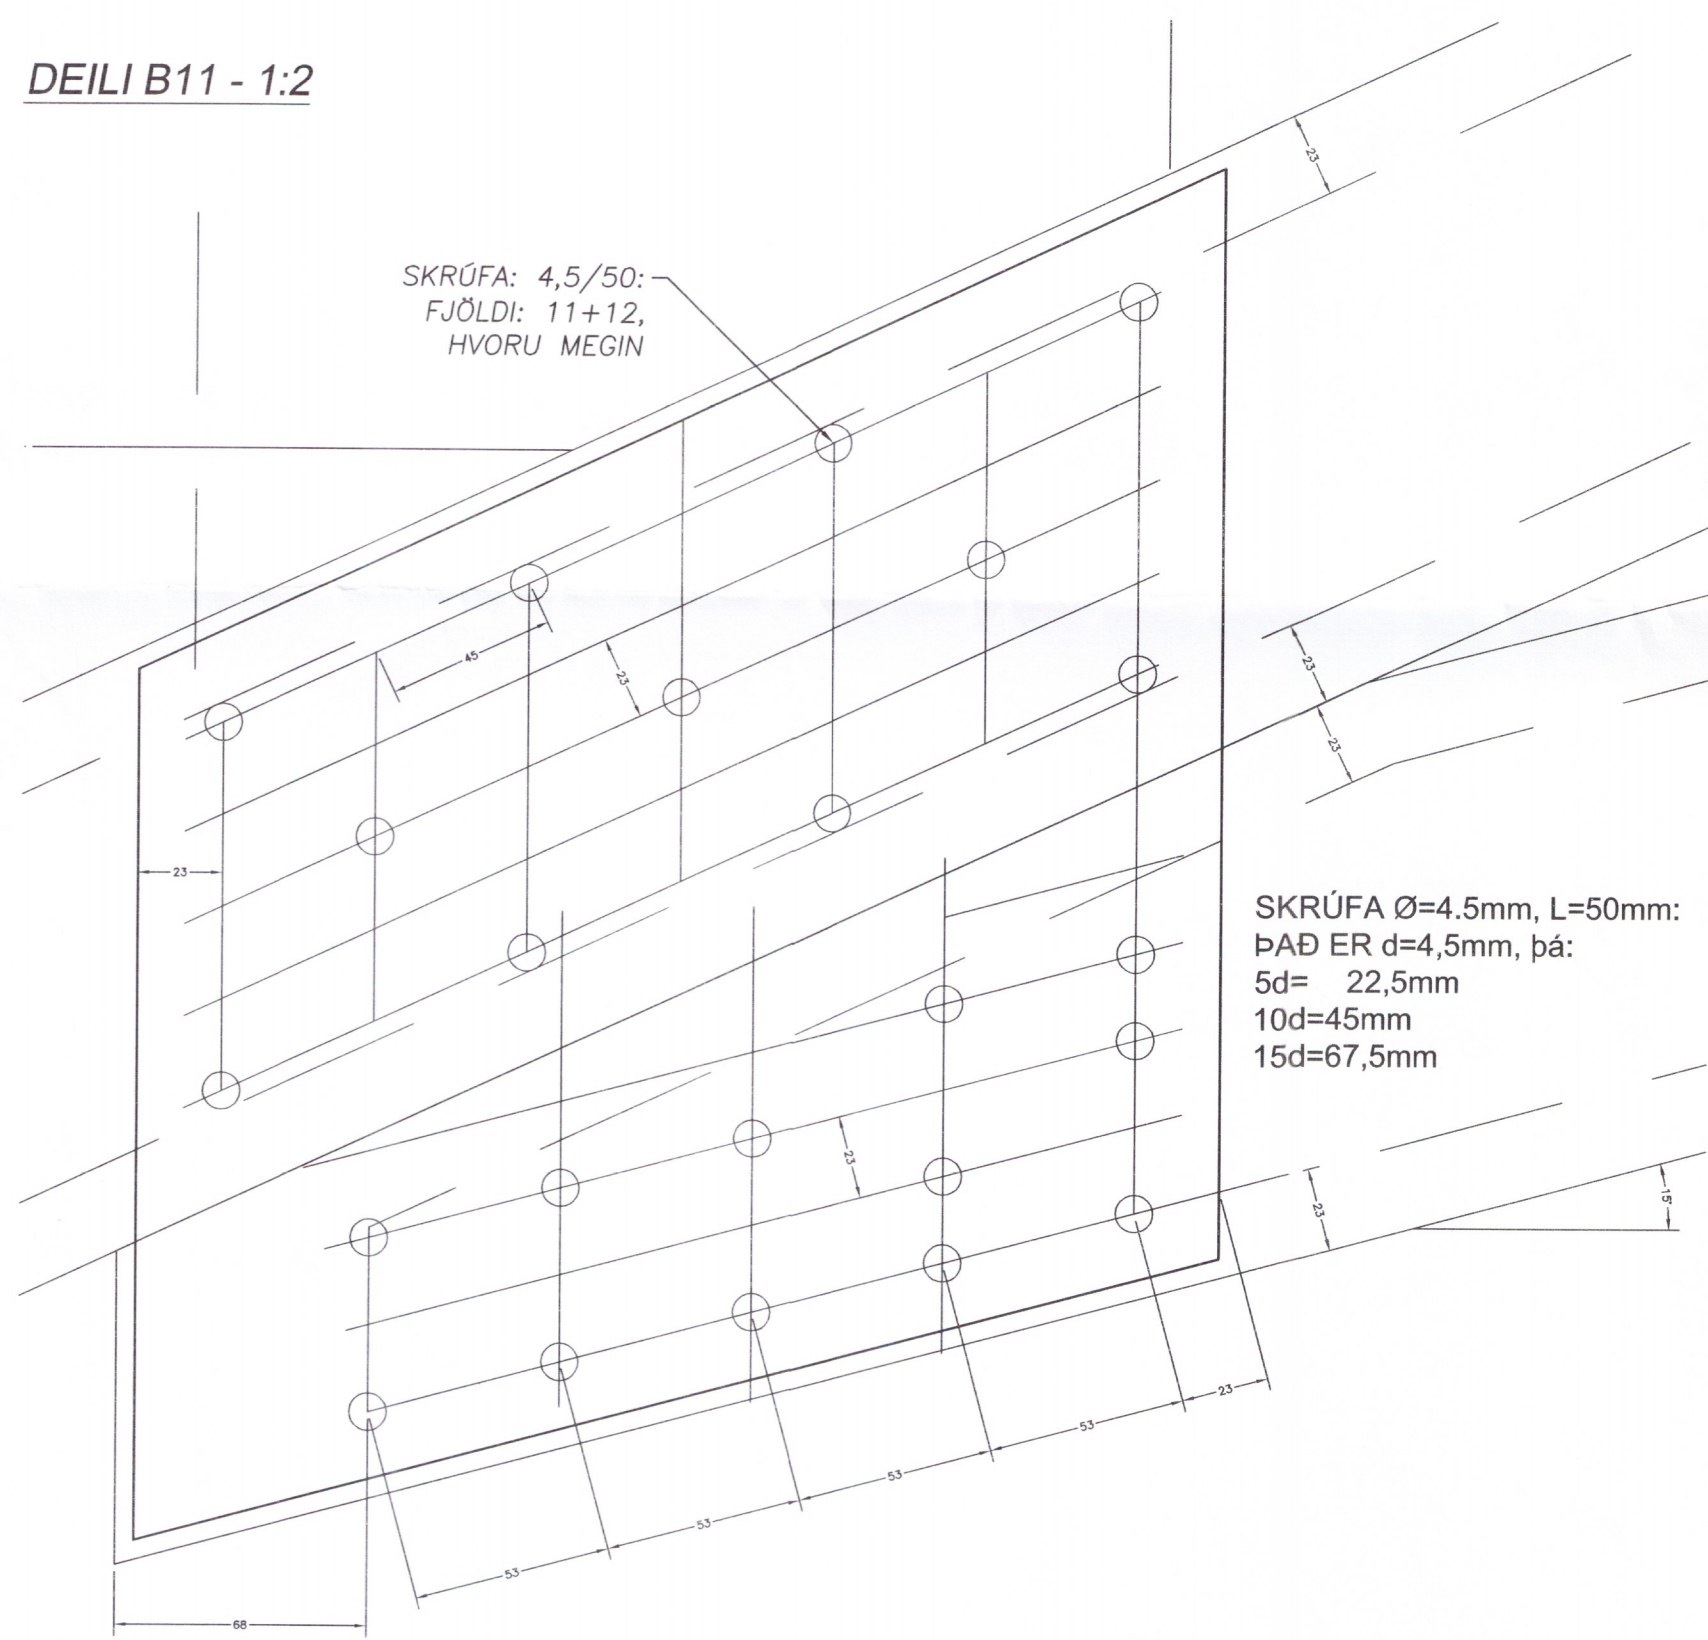 DEILI B11 - 1:2
SKRÚFA: 4,5/50:
FJÖLDI: 11+12,
HVORU MEGIN
23
45
23
23
23
23
SKRÚFA Ø=4.5mm, L=50mm:
ÞAÐ ER d=4,5mm, þá:
5d= 22,5mm
10d=45mm
15d=67,5mm
23
23
15°
23
53
53
53
53
68